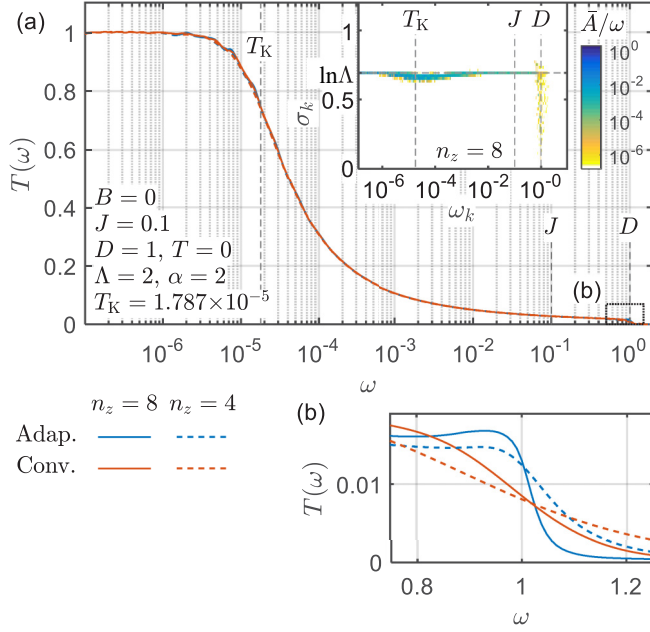 (a)
T(ω)
1
0.8
0.6
0.4
0.2
0
T_K
B = 0
J = 0.1
D = 1, T = 0
Λ = 2, α = 2
T_K = 1.787×10^-5
J
D
(b)
10^-6 10^-5 10^-4 10^-3 10^-2 10^-1 10^0
ω
T_K J D
σ_k
1
lnΛ
0.5
0
n_z = 8
10^-6 10^-4 10^-2 10^0
ω_k
Ā/ω
10^0
10^-2
10^-4
10^-6
n_z = 8 n_z = 4
Adap.
Conv.
(b)
T(ω)
0.01
0
0.8 1 1.2
ω